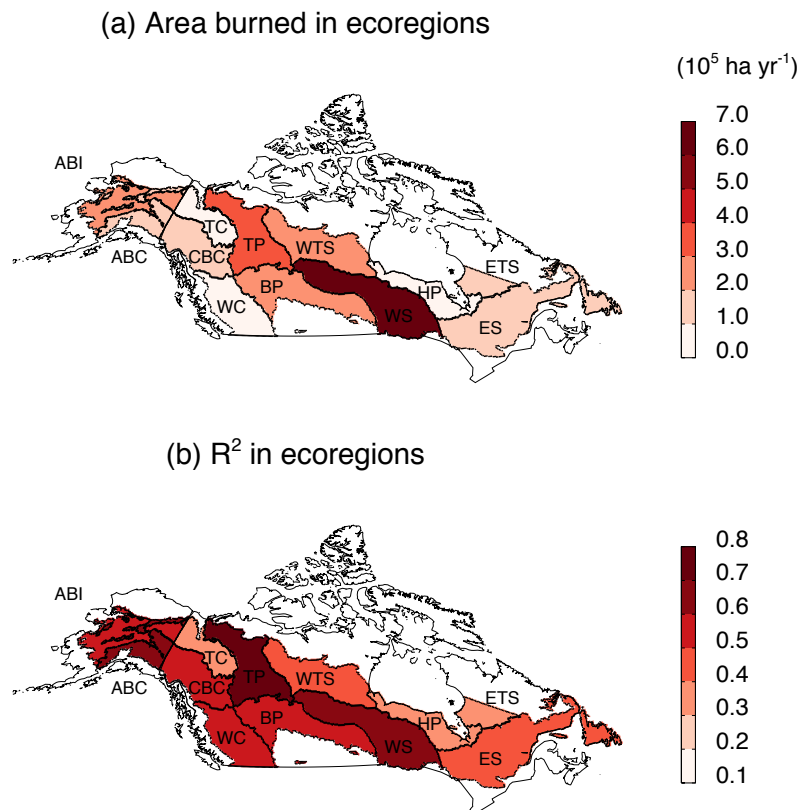 (a) Area burned in ecoregions
(10⁵ ha yr⁻¹)
7.0
6.0
5.0
4.0
3.0
2.0
1.0
0.0
ABI
TC
ABC
CBC
TP
WTS
ETS
WC
BP
HP
WS
ES
(b) R² in ecoregions
0.8
0.7
0.6
0.5
0.4
0.3
0.2
0.1
ABI
TC
ABC
CBC
TP
WTS
ETS
WC
BP
HP
WS
ES